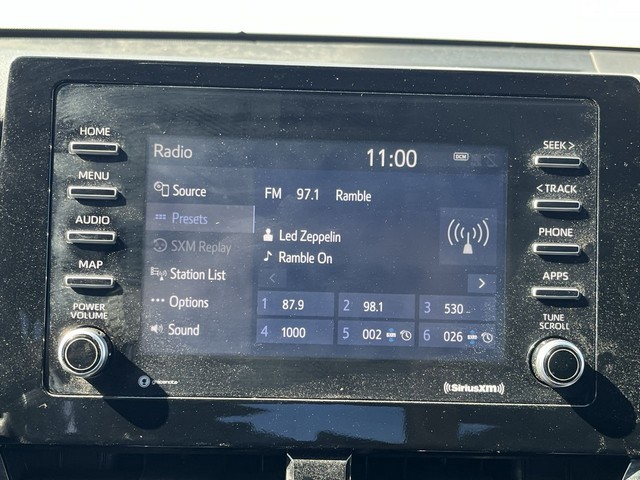 HOME
MENU
AUDIO
MAP
POWER
VOLUME
Radio
11:00
DCM
Source
Presets
SXM Replay
Station List
Options
Sound
FM 97.1 Ramble
Led Zeppelin
Ramble On
1 87.9
2 98.1
3 530
4 1000
5 002
6 026
SEEK >
< TRACK
PHONE
APPS
TUNE
SCROLL
((SiriusXM))